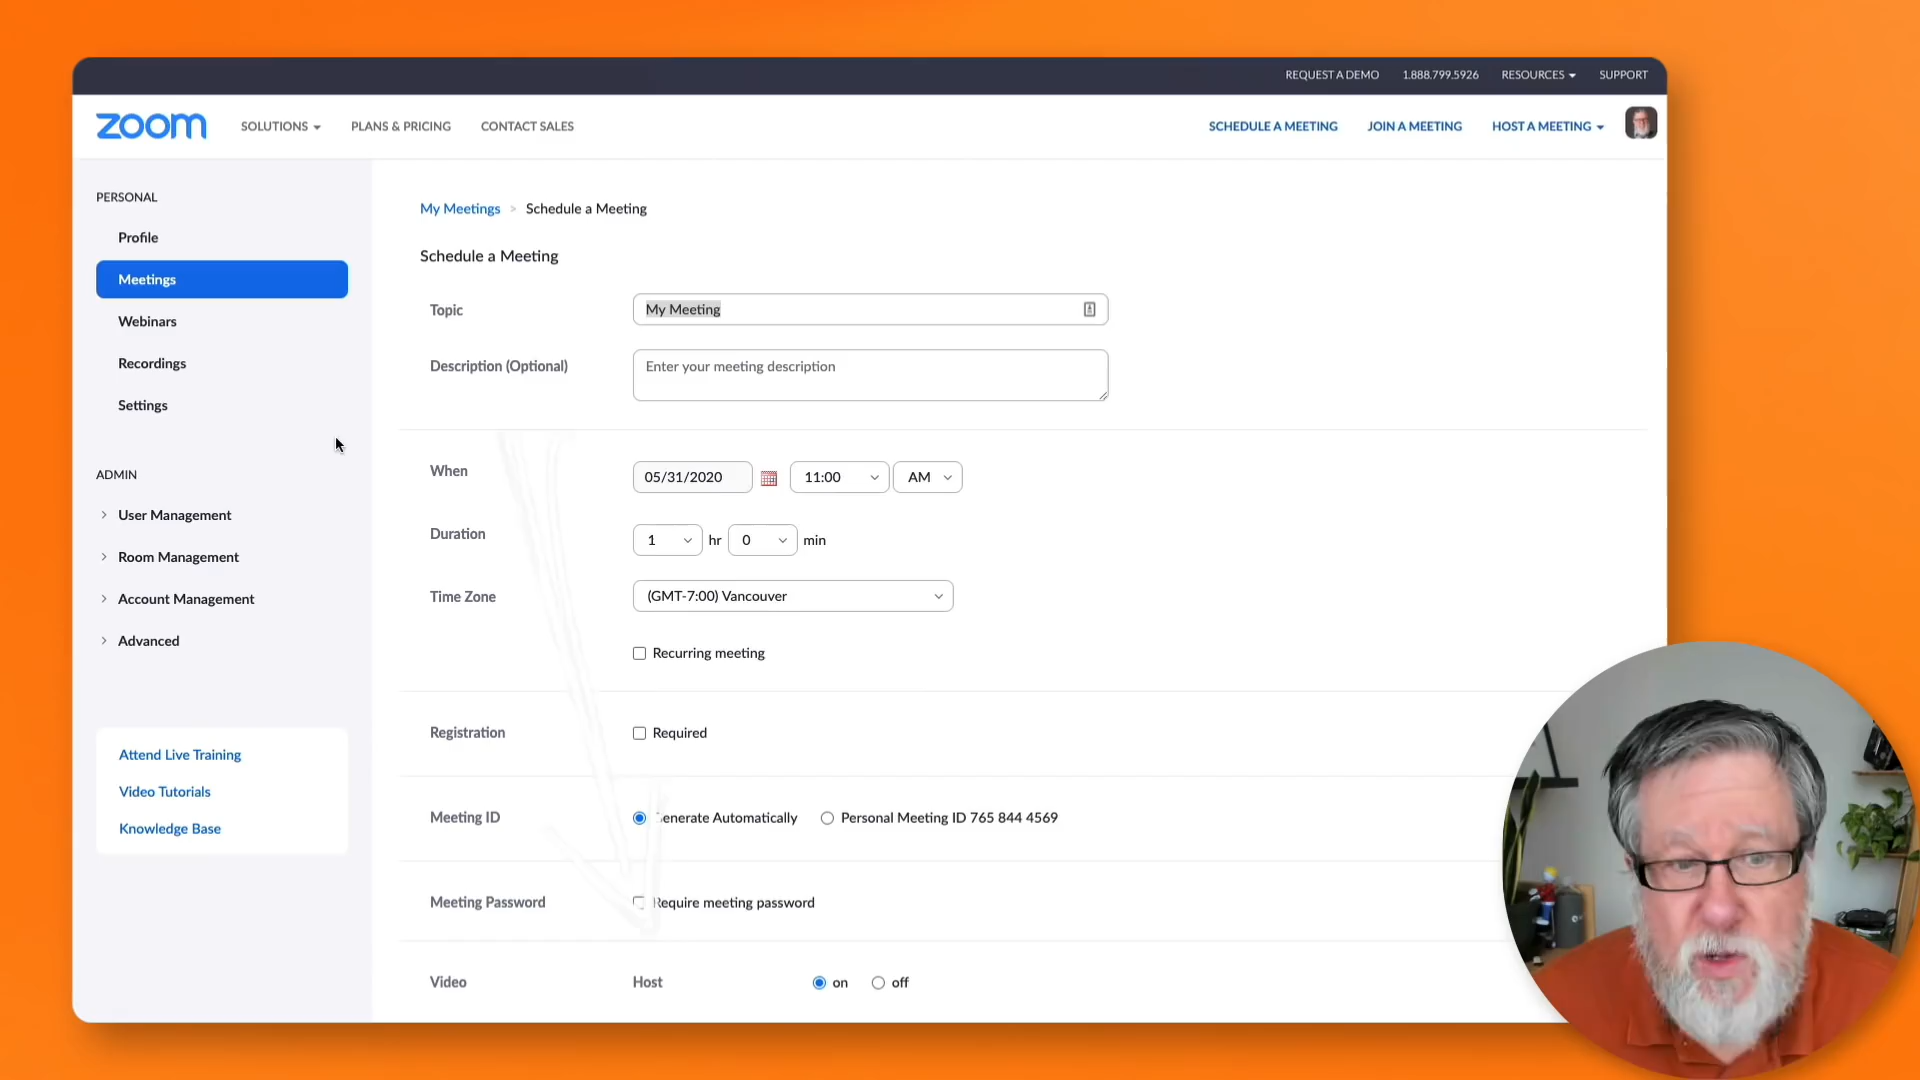 REQUEST A DEMO 1.888.799.5926 RESOURCES SUPPORT
zoom SOLUTIONS PLANS & PRICING CONTACT SALES SCHEDULE A MEETING JOIN A MEETING HOST A MEETING
PERSONAL
Profile
Meetings
Webinars
Recordings
Settings
ADMIN
User Management
Room Management
Account Management
Advanced
Attend Live Training
Video Tutorials
Knowledge Base
My Meetings > Schedule a Meeting
Schedule a Meeting
Topic My Meeting
Description (Optional) Enter your meeting description
When 05/31/2020 11:00 AM
Duration 1 hr 0 min
Time Zone (GMT-7:00) Vancouver
Recurring meeting
Registration Required
Meeting ID Generate Automatically Personal Meeting ID 765 844 4569
Meeting Password Require meeting password
Video Host on off